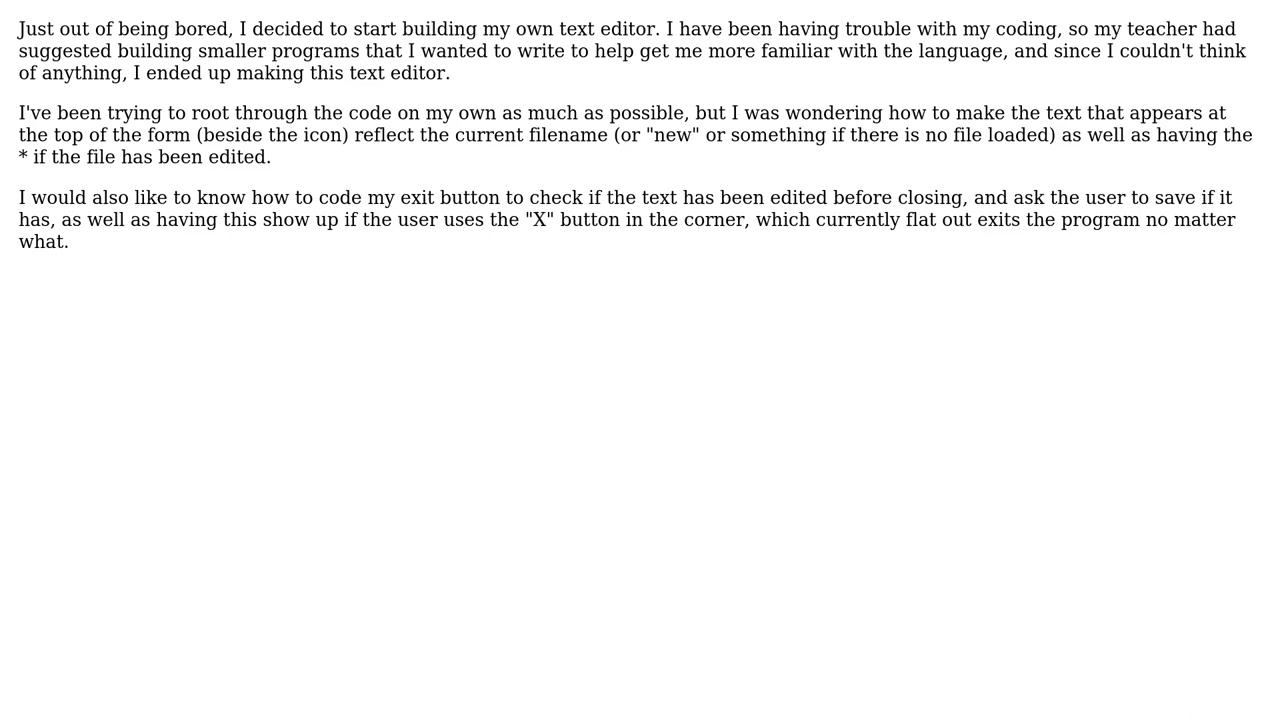 Just out of being bored, I decided to start building my own text editor. I have been having trouble with my coding, so my teacher had
suggested building smaller programs that I wanted to write to help get me more familiar with the language, and since I couldn't think
of anything, I ended up making this text editor.
I've been trying to root through the code on my own as much as possible, but I was wondering how to make the text that appears at
the top of the form (beside the icon) reflect the current filename (or "new" or something if there is no file loaded) as well as having the
* if the file has been edited.
I would also like to know how to code my exit button to check if the text has been edited before closing, and ask the user to save if it
has, as well as having this show up if the user uses the "X" button in the corner, which currently flat out exits the program no matter
what.